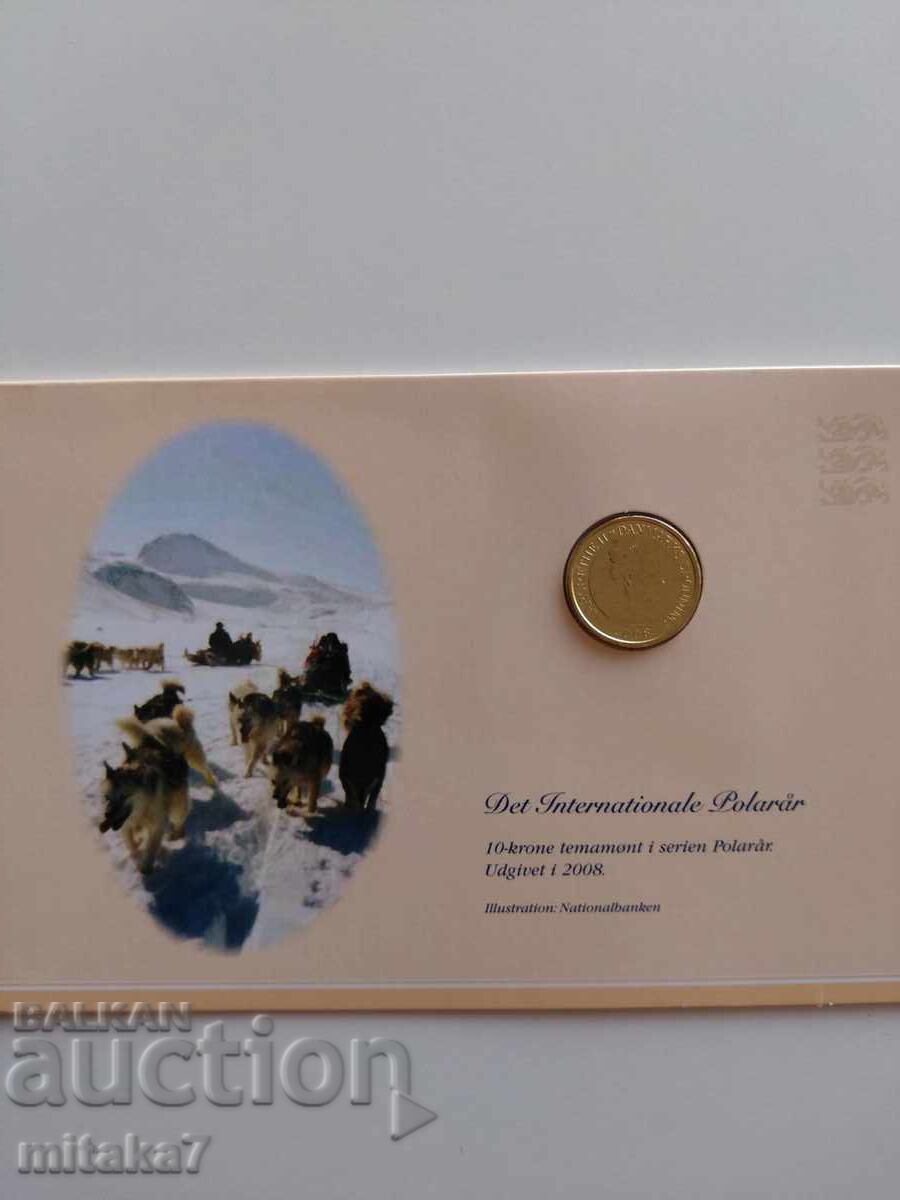 Det Internationale Polarår
10-krone temamønt i serien Polarår.
Udgivet i 2008.
Illustration: Nationalbanken
BALKAN
auction
mitaka7